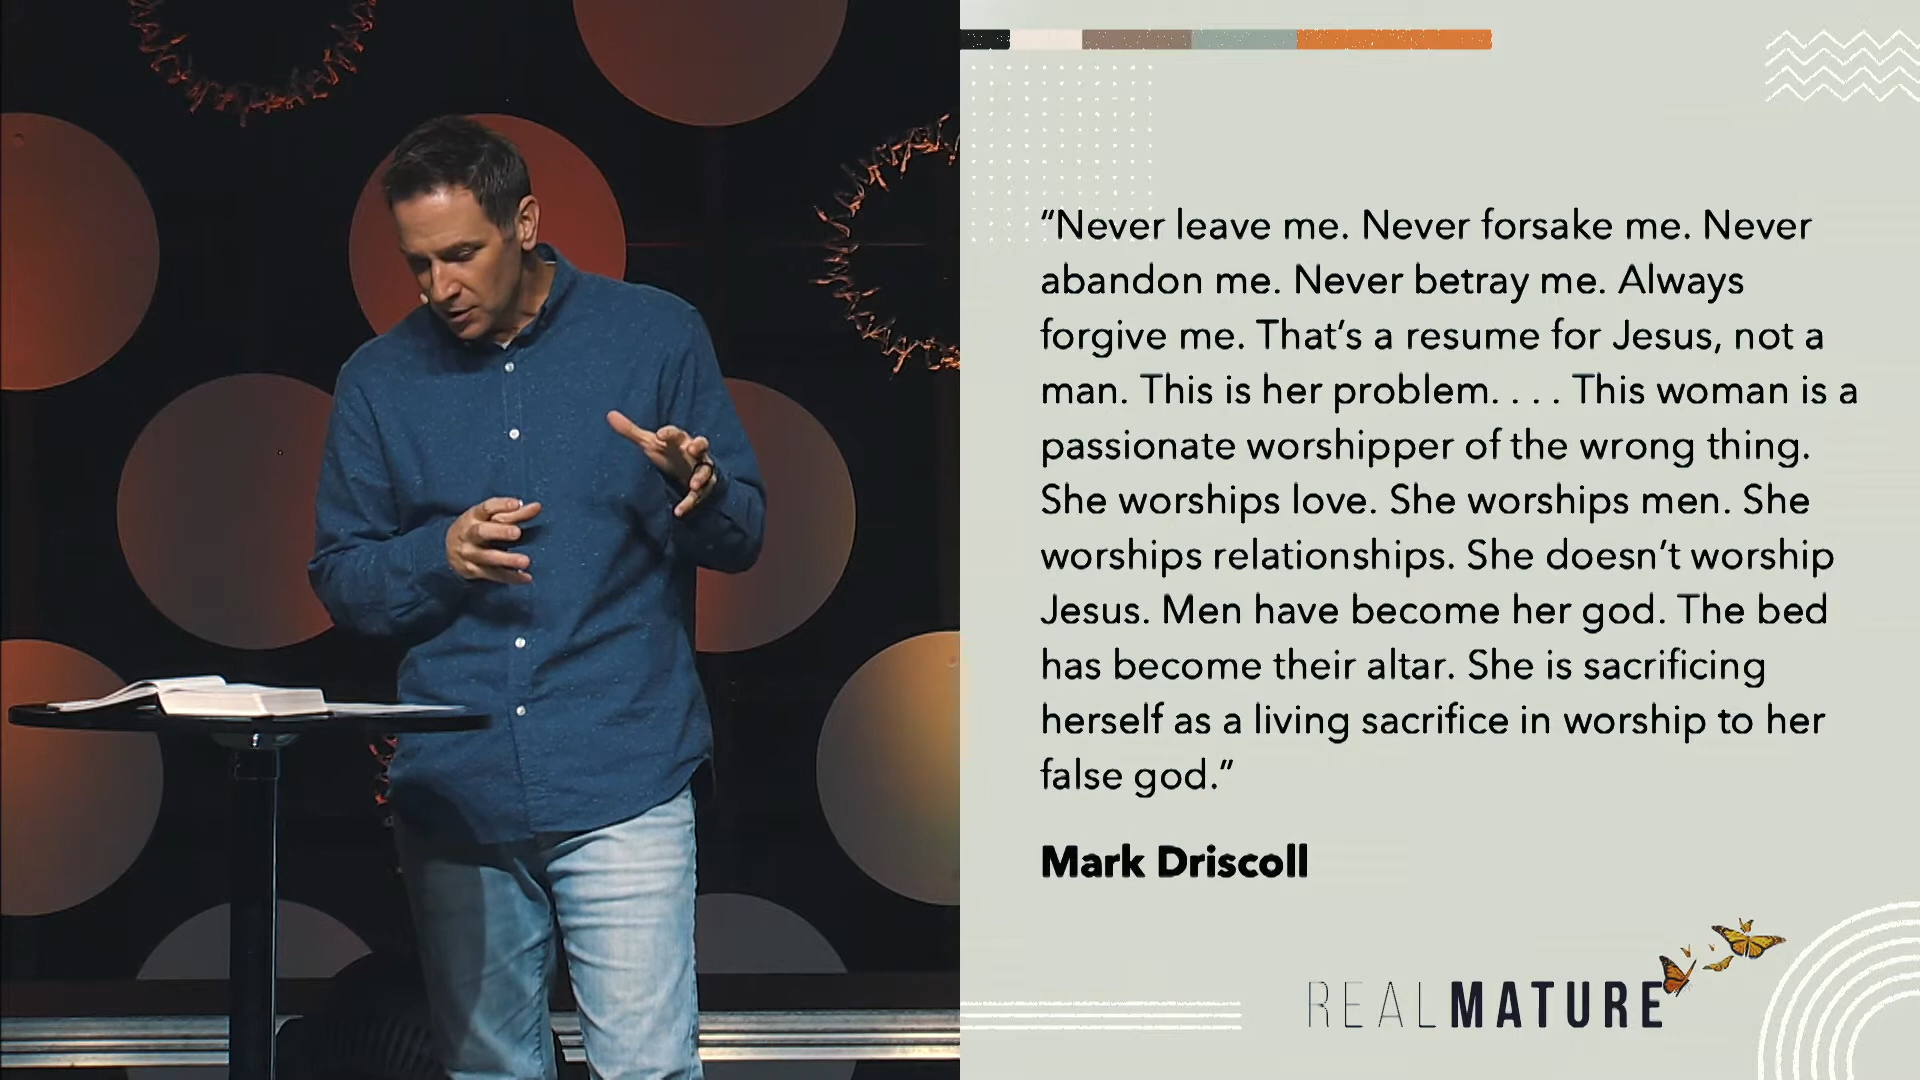 “Never leave me. Never forsake me. Never
abandon me. Never betray me. Always
forgive me. That’s a resume for Jesus, not a
man. This is her problem. . . . This woman is a
passionate worshipper of the wrong thing.
She worships love. She worships men. She
worships relationships. She doesn’t worship
Jesus. Men have become her god. The bed
has become their altar. She is sacrificing
herself as a living sacrifice in worship to her
false god.”
Mark Driscoll
REALMATURE